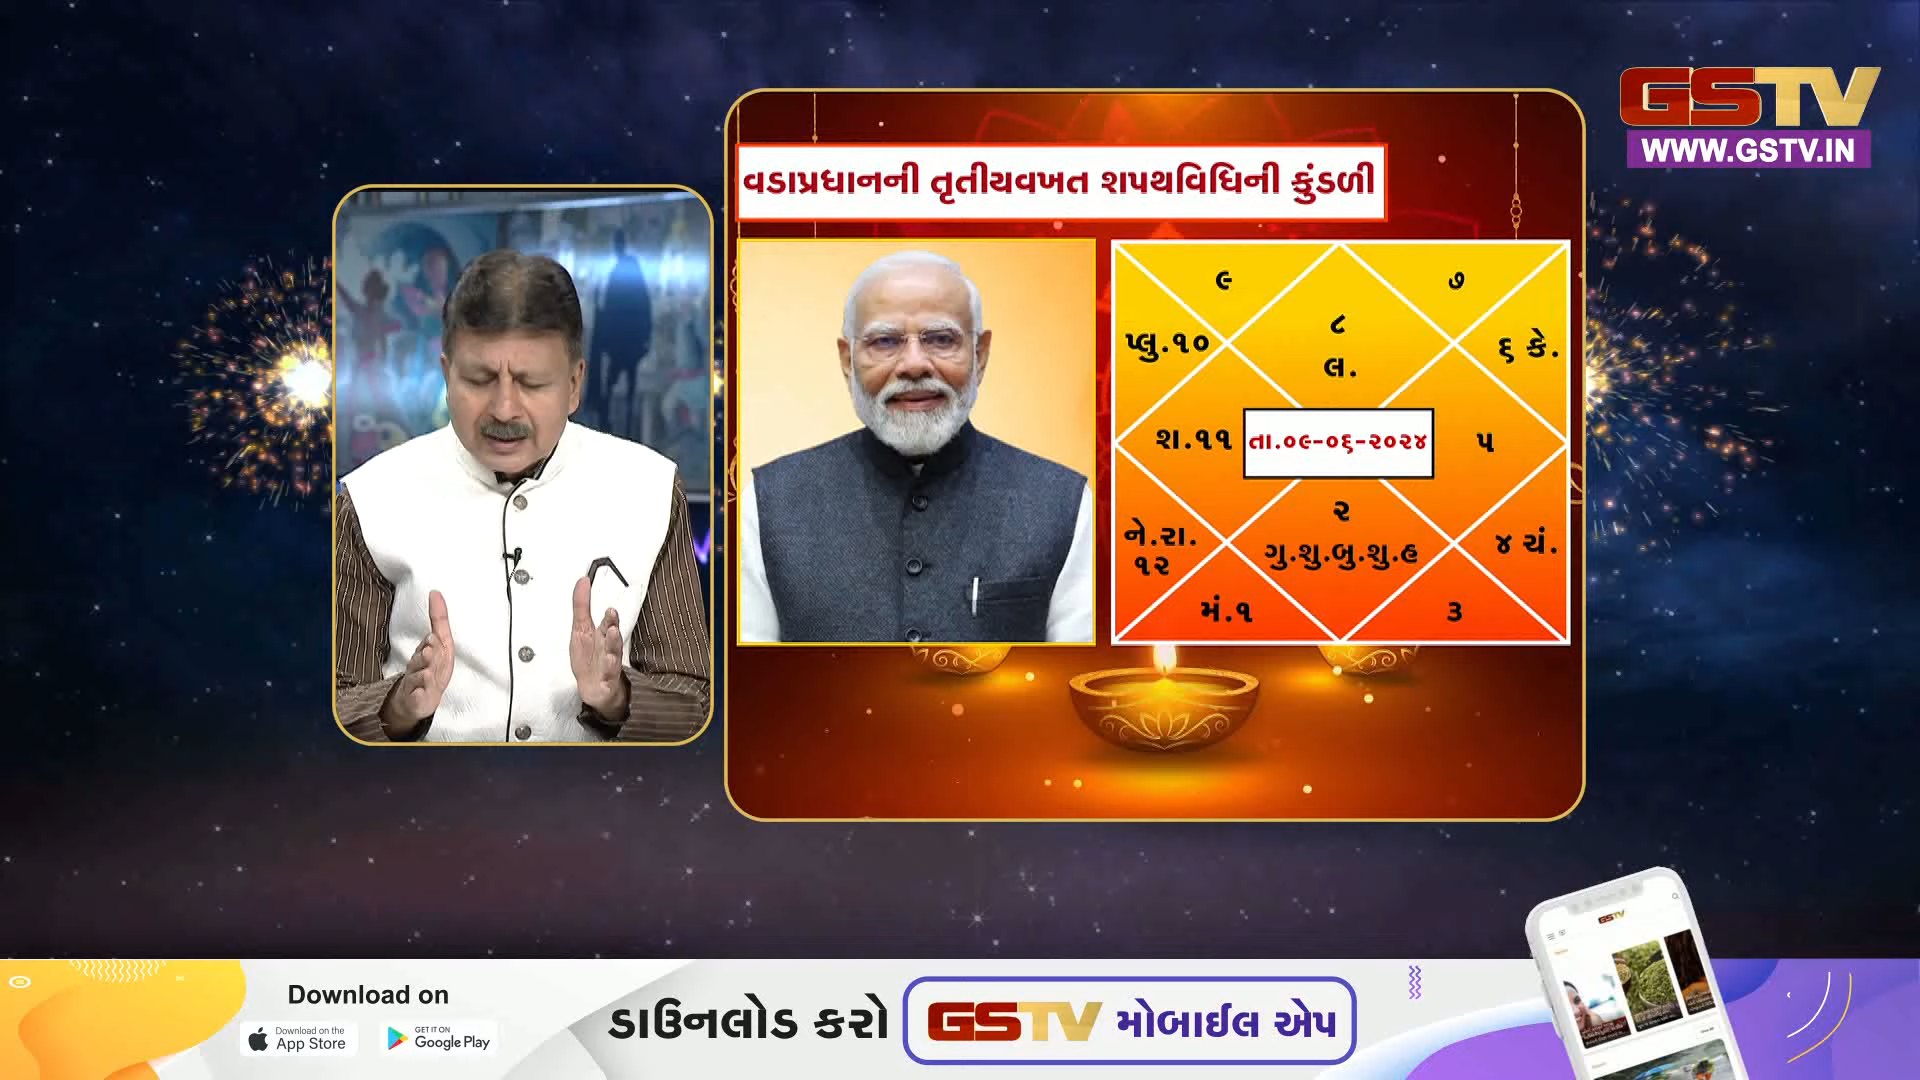 GSTV
WWW.GSTV.IN
વડાપ્રધાનની તૃતીયવખત શપથવિધિની કુંડળી
૯
૭
૮
લ.
પ્લુ.૧૦
૬ કે.
શ.૧૧
તા.૦૯-૦૬-૨૦૨૪
૫
ને.રા.
૧૨
૨
ગુ.શુ.બુ.શુ.હ
૪ ચં.
મં.૧
૩
Download on
Download on the
App Store
GET IT ON
Google Play
ડાઉનલોડ કરો
GSTV મોબાઈલ એપ
GSTV